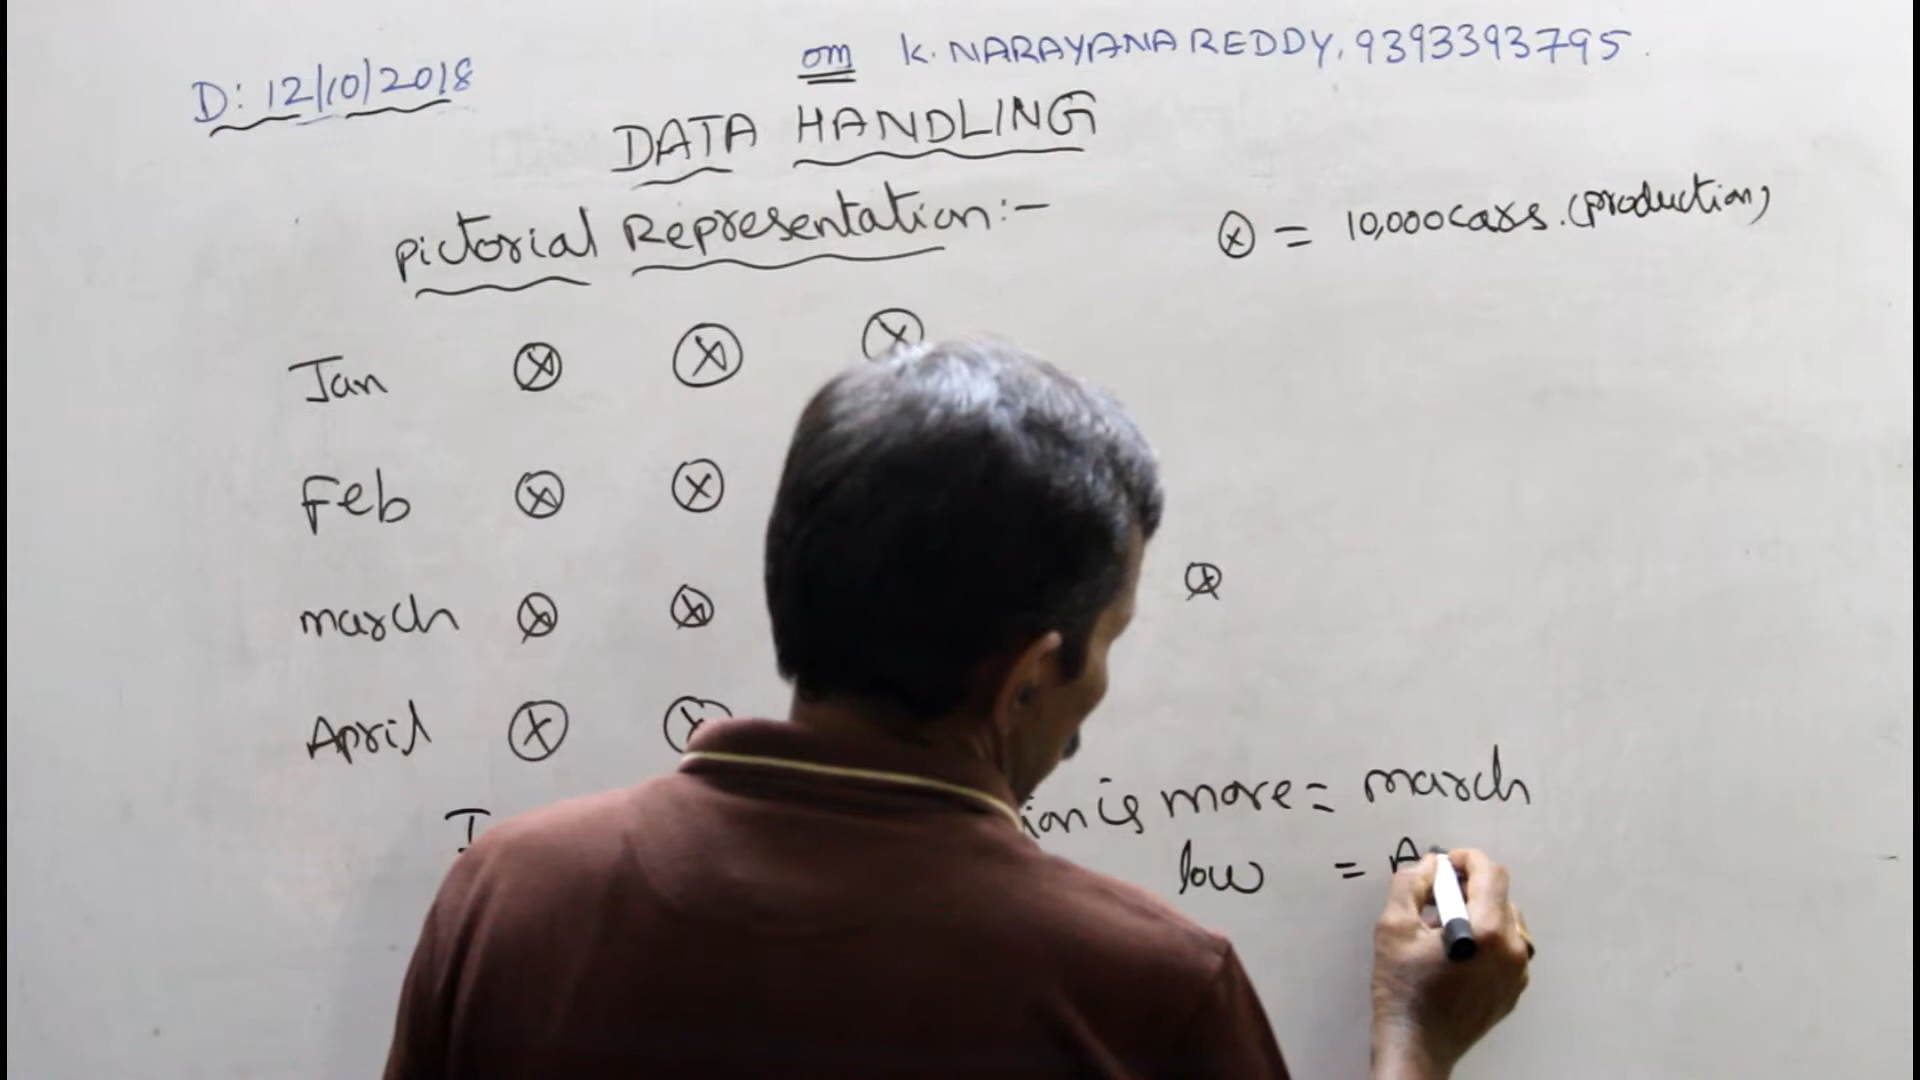 D: 12/10/2018
om K. NARAYANA REDDY, 9393393795.
DATA HANDLING
Pictorial Representation:-
ⓧ = 10,000 cars. (production)
Jan ⓧ ⓧ ⓧ
Feb ⓧ ⓧ
march ⓧ ⓧ ⓧ
April ⓧ ⓧ
is more = march
low = A